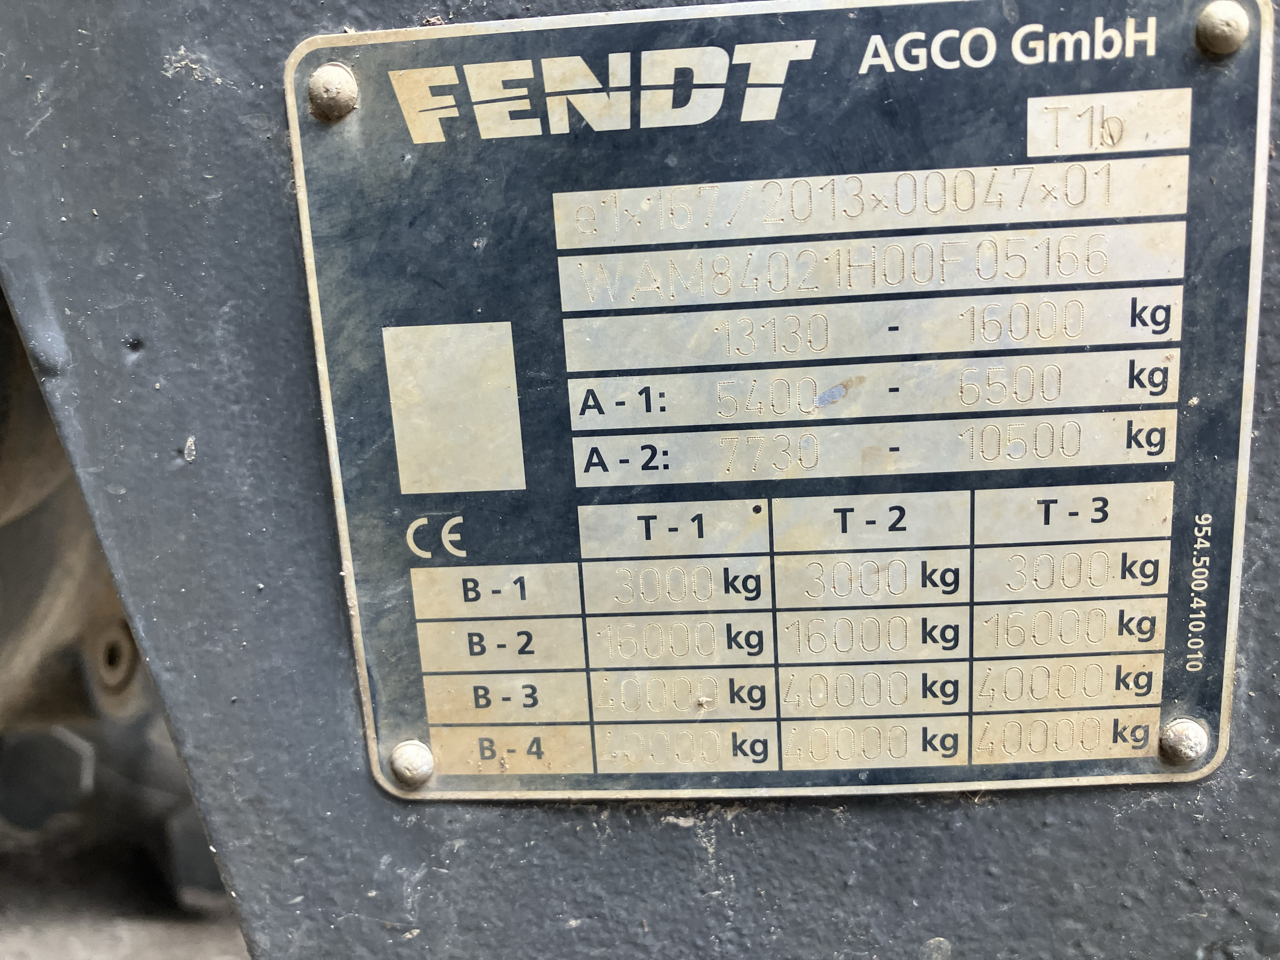 FENDT AGCO GmbH
T1b
e1*167/2013*00047*01
WAM84021H00F05166
13130 - 16000 kg
A - 1: 5400 - 6500 kg
A - 2: 7730 - 10500 kg
CE T - 1 T - 2 T - 3
B - 1 3000 kg 3000 kg 3000 kg
B - 2 16000 kg 16000 kg 16000 kg
B - 3 40000 kg 40000 kg 40000 kg
B - 4 40000 kg 40000 kg 40000 kg
954.500.410.010